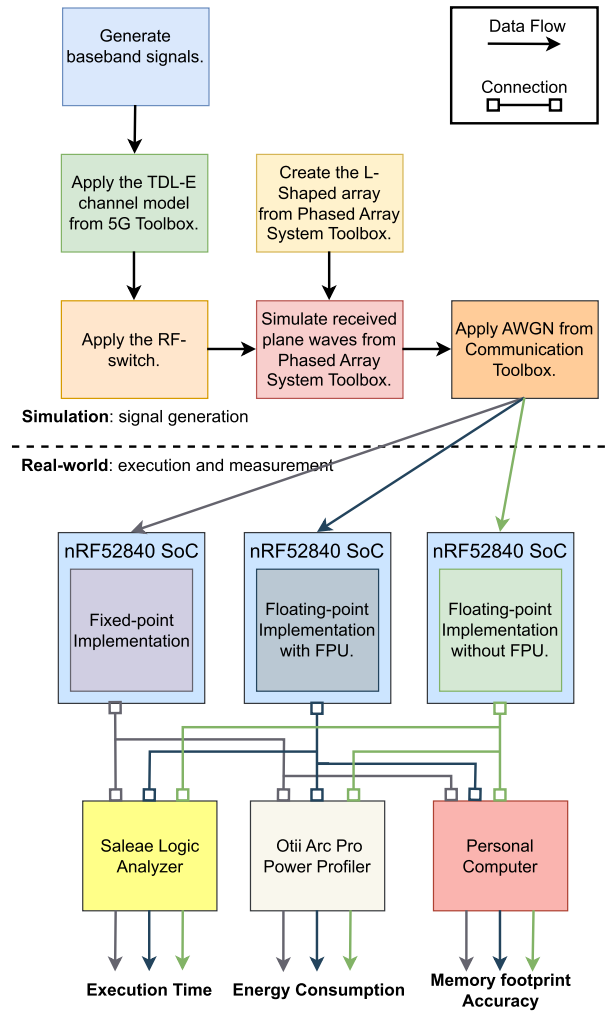 Generate
baseband signals.
Data Flow
Connection
Apply the TDL-E
channel model
from 5G Toolbox.
Create the L-
Shaped array
from Phased Array
System Toolbox.
Apply the RF-
switch.
Simulate received
plane waves from
Phased Array
System Toolbox.
Apply AWGN from
Communication
Toolbox.
Simulation: signal generation
Real-world: execution and measurement
nRF52840 SoC
Fixed-point
Implementation
nRF52840 SoC
Floating-point
Implementation
with FPU.
nRF52840 SoC
Floating-point
Implementation
without FPU.
Saleae Logic
Analyzer
Otii Arc Pro
Power Profiler
Personal
Computer
Execution Time
Energy Consumption
Memory footprint
Accuracy